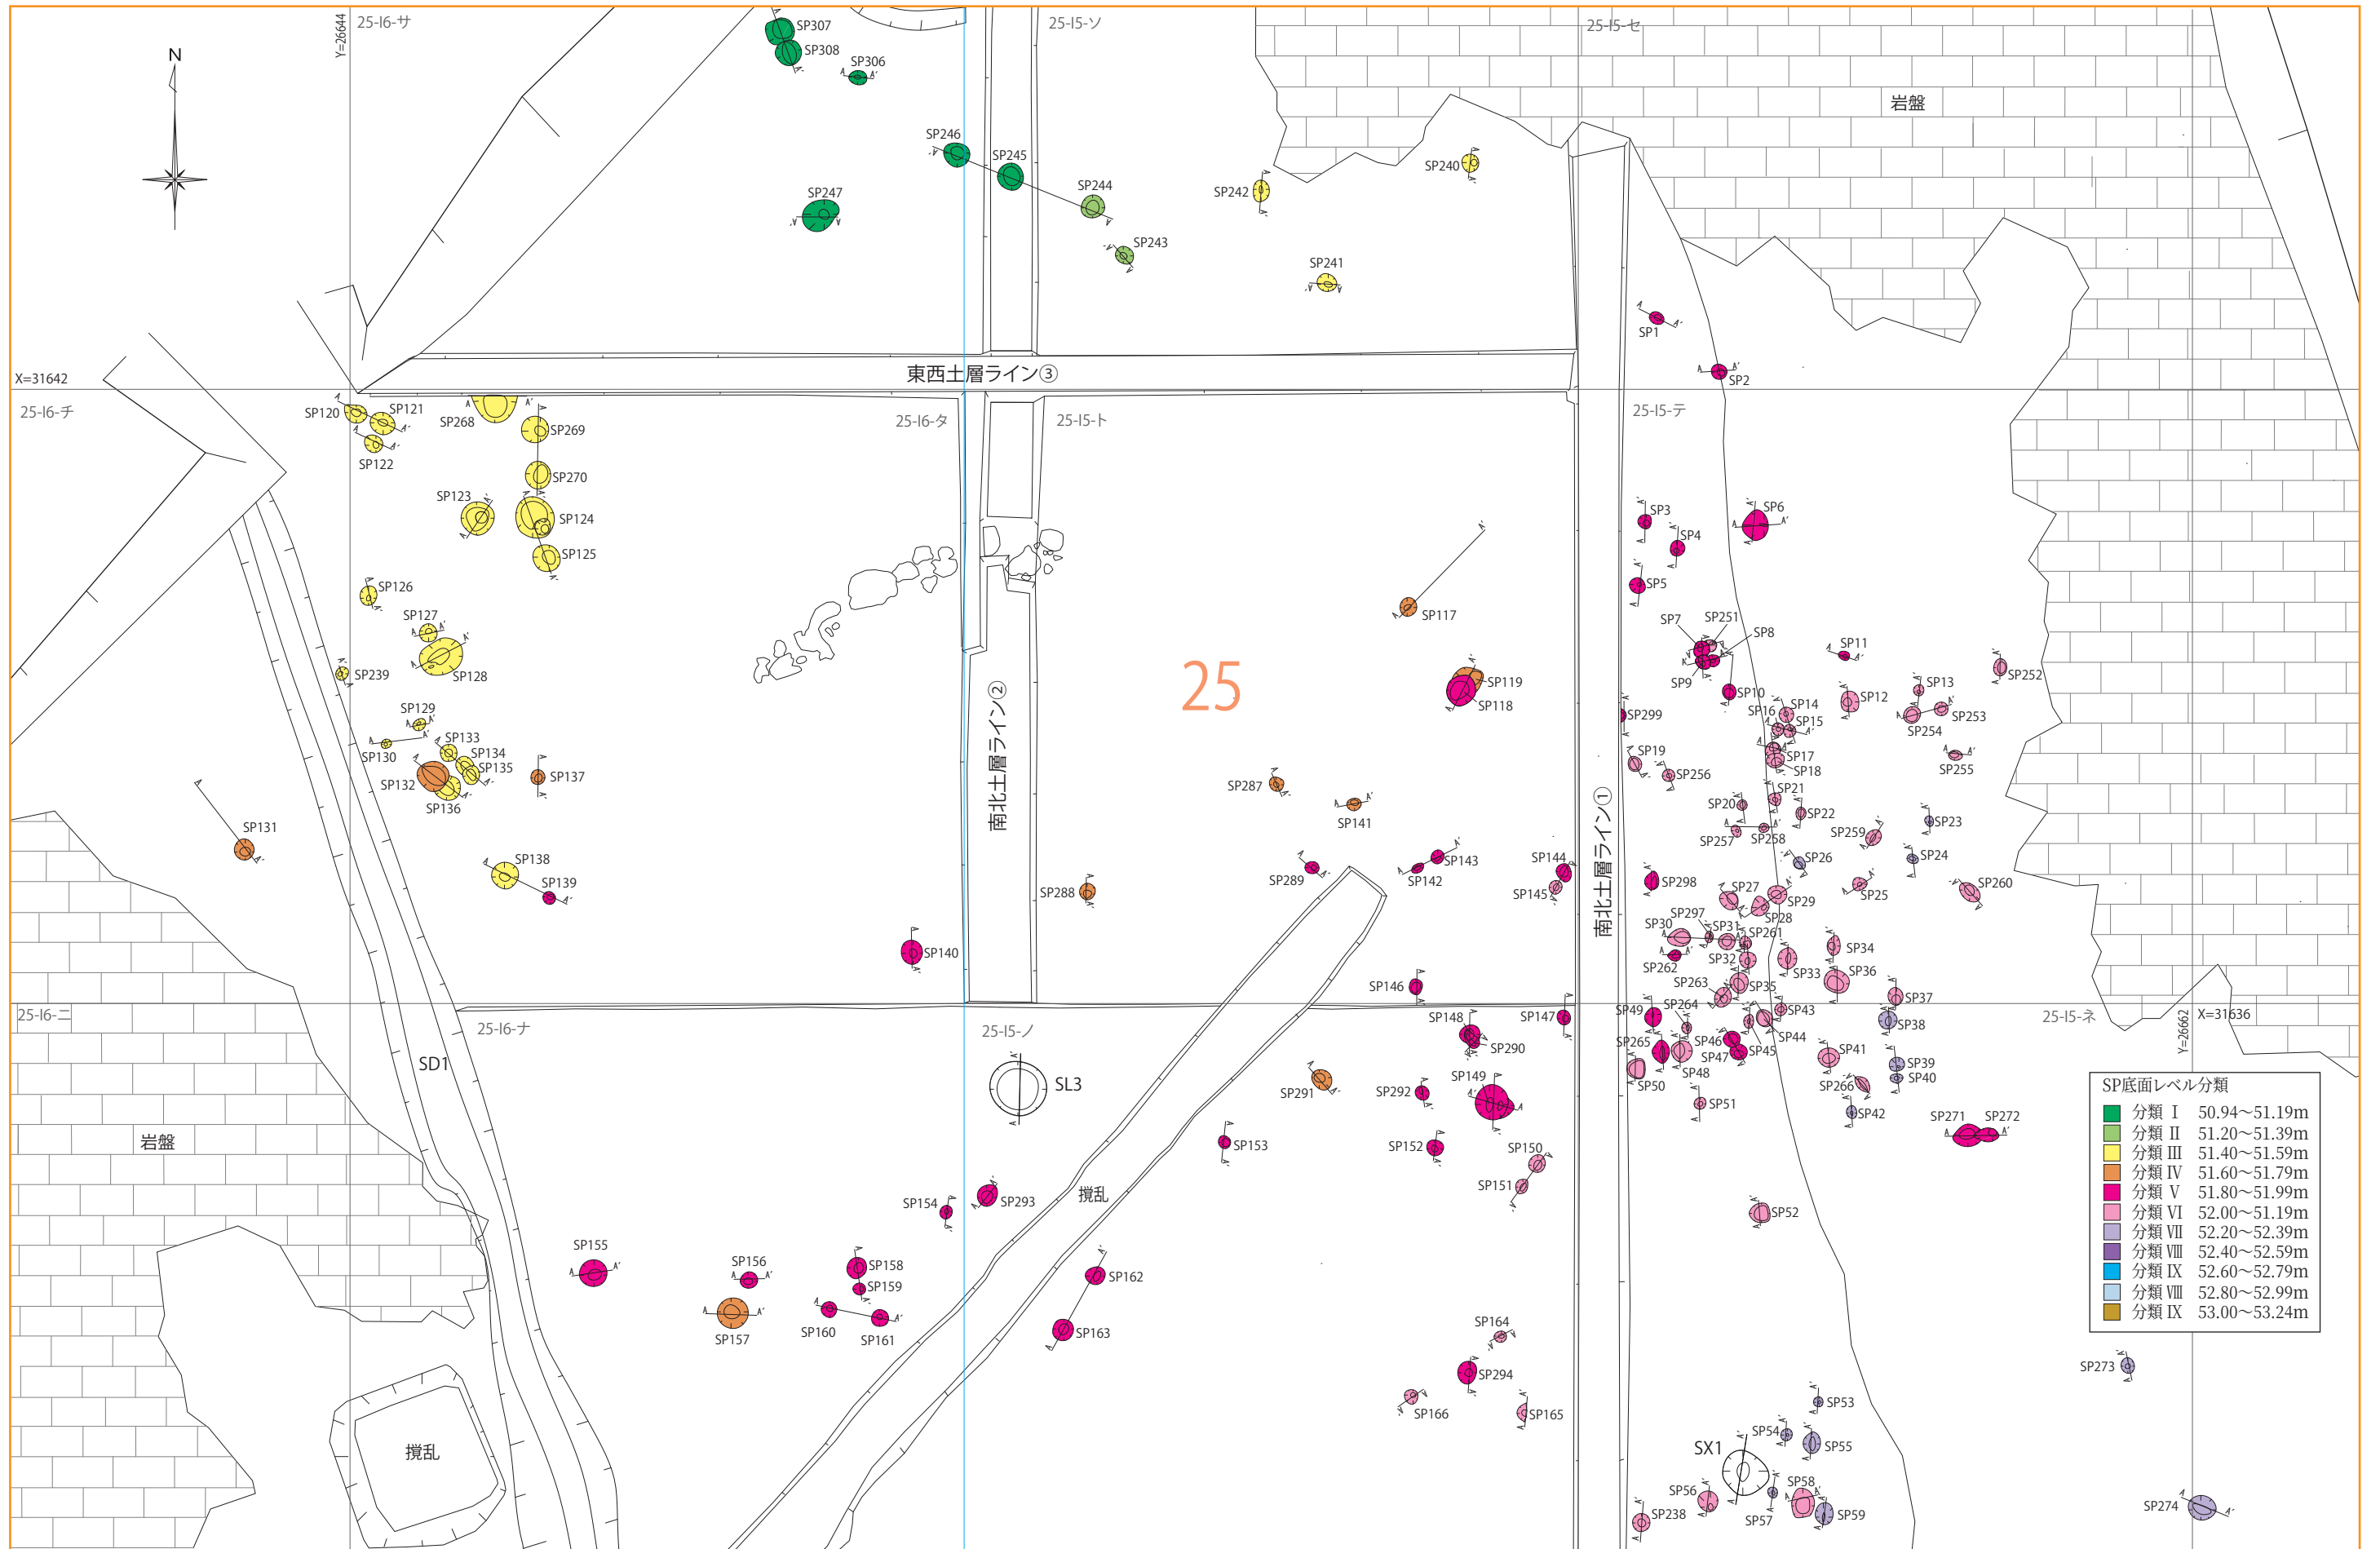 25-I6-サ
Y=26644
25-I5-ソ
25-I5-セ
N
SP307
SP308
SP306
岩盤
SP246
SP245
SP247
SP244
SP243
SP242
SP240
SP241
SP1
SP2
X=31642
東西土層ライン③
25-I6-チ
25-I6-タ
25-I5-ト
25-I5-テ
SP120
SP121
SP122
SP268
SP269
SP270
SP123
SP124
SP125
SP126
SP127
SP128
SP239
SP129
SP130
SP133
SP134
SP135
SP132
SP136
SP137
SP131
SP138
SP139
SP140
南北土層ライン②
25
SP117
SP119
SP118
SP287
SP141
SP288
SP289
SP142
SP143
SP144
SP145
SP146
SP147
南北土層ライン①
SP3
SP4
SP5
SP6
SP7
SP251
SP8
SP9
SP10
SP11
SP12
SP13
SP252
SP253
SP254
SP255
SP299
SP14
SP16
SP15
SP17
SP18
SP19
SP256
SP20
SP21
SP22
SP257
SP258
SP259
SP23
SP24
SP26
SP25
SP260
SP298
SP27
SP29
SP28
SP297
SP30
SP31
SP261
SP262
SP32
SP33
SP34
SP36
SP263
SP35
SP37
SP264
SP49
SP43
SP44
SP38
SP265
SP46
SP45
SP47
SP48
SP50
SP41
SP39
SP40
SP266
SP42
SP51
SP271
SP272
SP52
25-I6-ニ
25-I6-ナ
25-I5-ノ
25-I5-ネ
Y=26662
X=31636
SD1
岩盤
SL3
SP148
SP290
SP291
SP292
SP149
SP152
SP150
SP151
SP153
SP154
SP293
撹乱
SP155
SP156
SP157
SP158
SP159
SP160
SP161
SP162
SP163
SP164
SP294
SP166
SP165
撹乱
SP底面レベル分類
分類 Ⅰ 50.94～51.19m
分類 Ⅱ 51.20～51.39m
分類 Ⅲ 51.40～51.59m
分類 Ⅳ 51.60～51.79m
分類 Ⅴ 51.80～51.99m
分類 Ⅵ 52.00～51.19m
分類 Ⅶ 52.20～52.39m
分類 Ⅷ 52.40～52.59m
分類 Ⅸ 52.60～52.79m
分類 Ⅷ 52.80～52.99m
分類 Ⅸ 53.00～53.24m
SP273
SP53
SP54
SP55
SX1
SP56
SP57
SP58
SP59
SP238
SP274